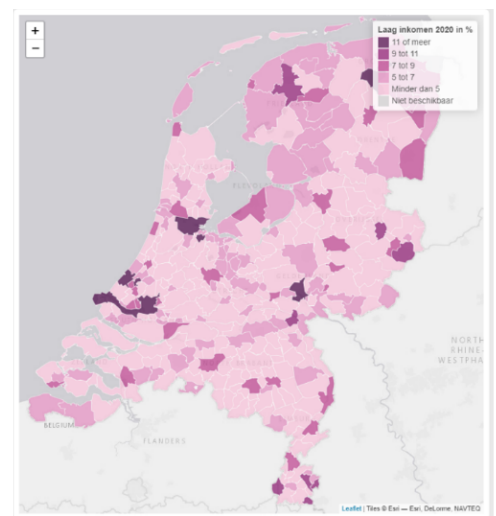 +
−
Laag inkomen 2020 in %
11 of meer
9 tot 11
7 tot 9
5 tot 7
Minder dan 5
Niet beschikbaar
NORTH
RHINE-
WESTPHA
BELGIUM
FLANDERS
Leaflet | Tiles © Esri — Esri, DeLorme, NAVTEQ